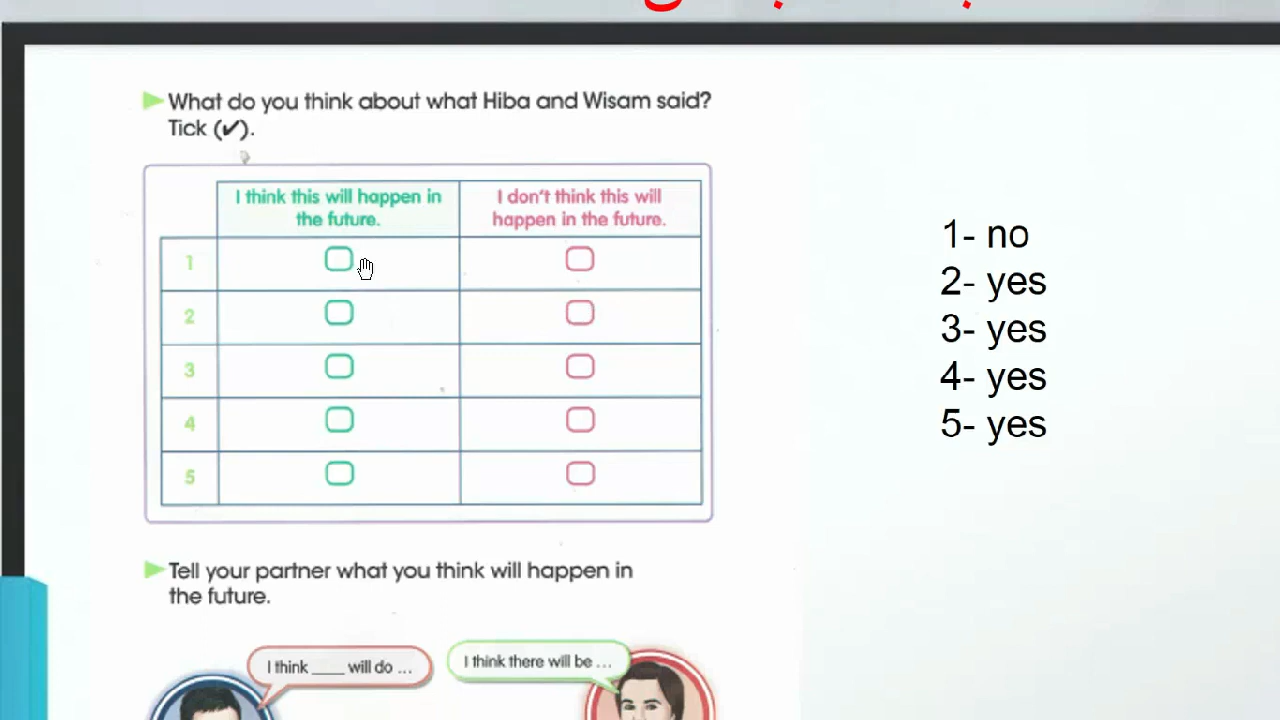 What do you think about what Hiba and Wisam said?
Tick (✔).
I think this will happen in
the future.
I don't think this will
happen in the future.
1
2
3
4
5
1- no
2- yes
3- yes
4- yes
5- yes
Tell your partner what you think will happen in
the future.
I think ____ will do ...
I think there will be ...